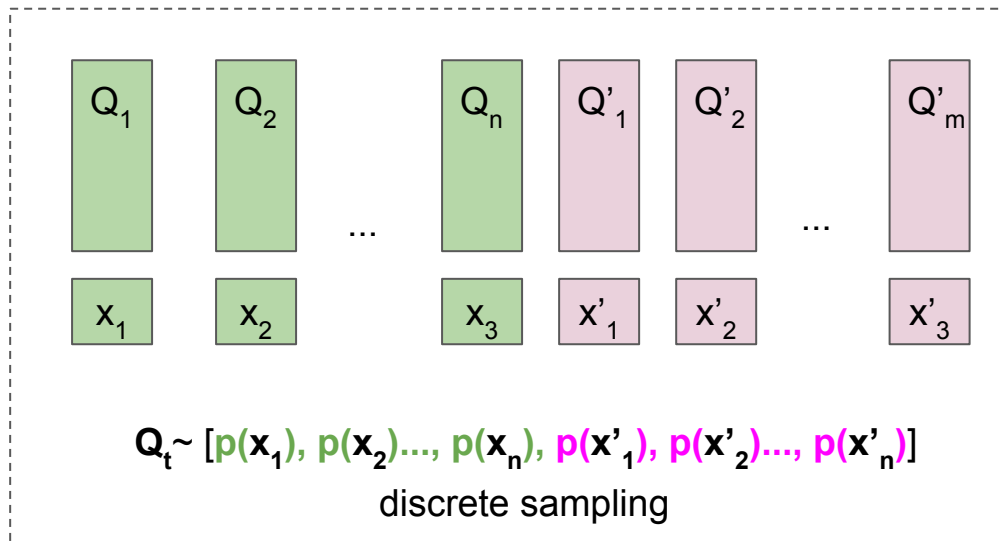 Q₁ Q₂ Qₙ Q’₁ Q’₂ Q’ₘ
... ...
x₁ x₂ x₃ x’₁ x’₂ x’₃
Qₜ~ [p(x₁), p(x₂)..., p(xₙ), p(x’₁), p(x’₂)..., p(x’ₙ)]
discrete sampling